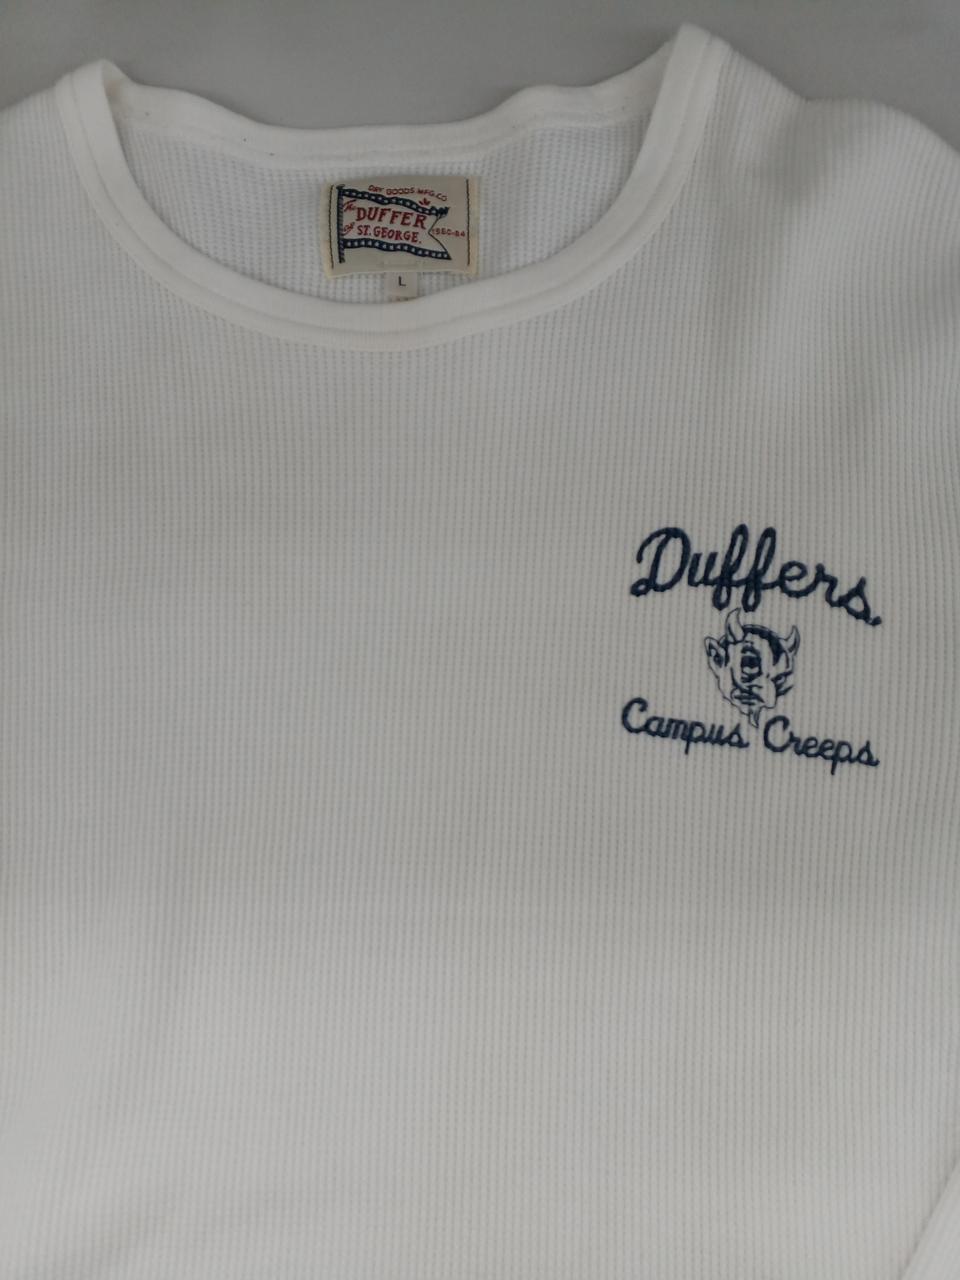 DRY GOODS MFG.CO
The DUFFER
of ST. GEORGE.
1980-84
L
Duffers.
Campus Creeps